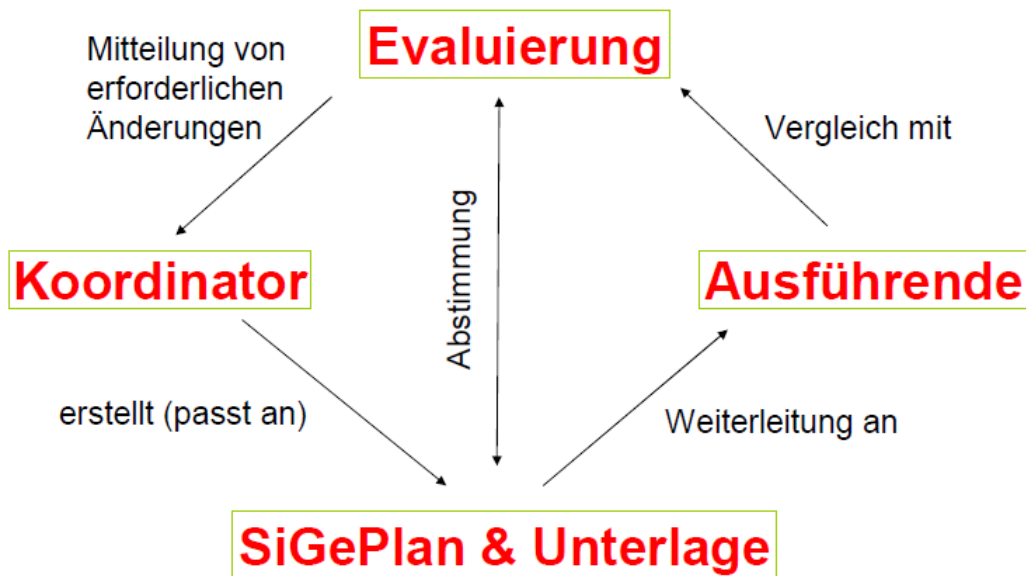 Evaluierung
Mitteilung von
erforderlichen
Änderungen
Vergleich mit
Abstimmung
Koordinator
Ausführende
erstellt (passt an)
Weiterleitung an
SiGePlan & Unterlage